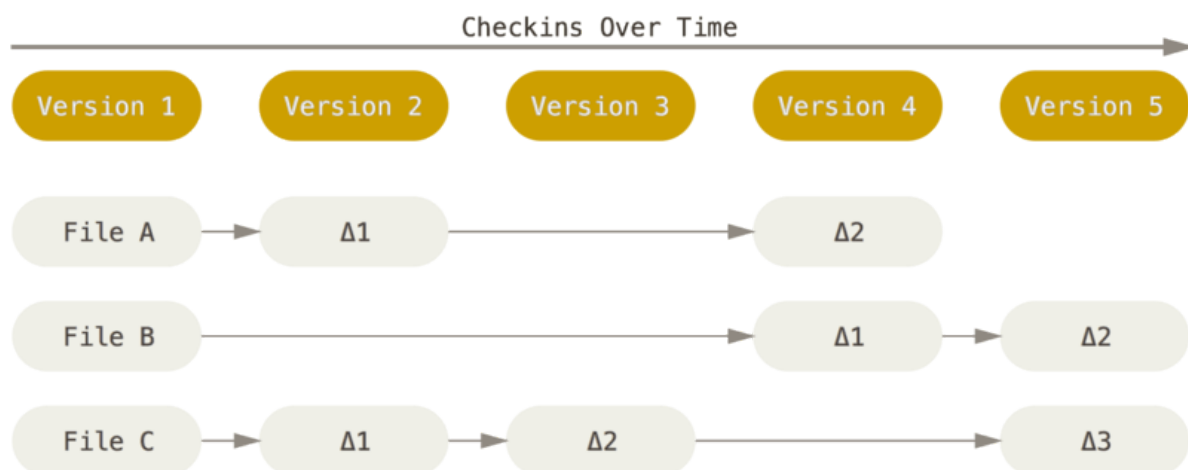 Checkins Over Time
Version 1 Version 2 Version 3 Version 4 Version 5
File A Δ1 Δ2
File B Δ1 Δ2
File C Δ1 Δ2 Δ3